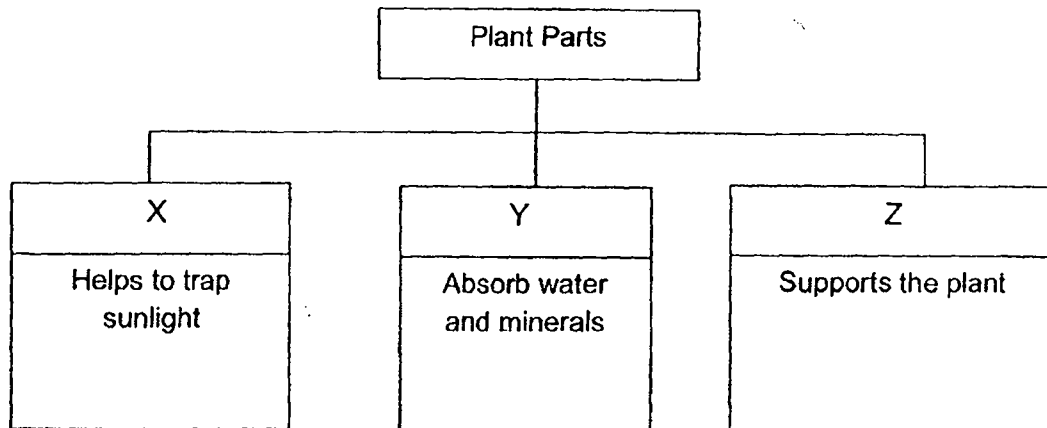 Plant Parts
X
Helps to trap
sunlight
Y
Absorb water
and minerals
Z
Supports the plant